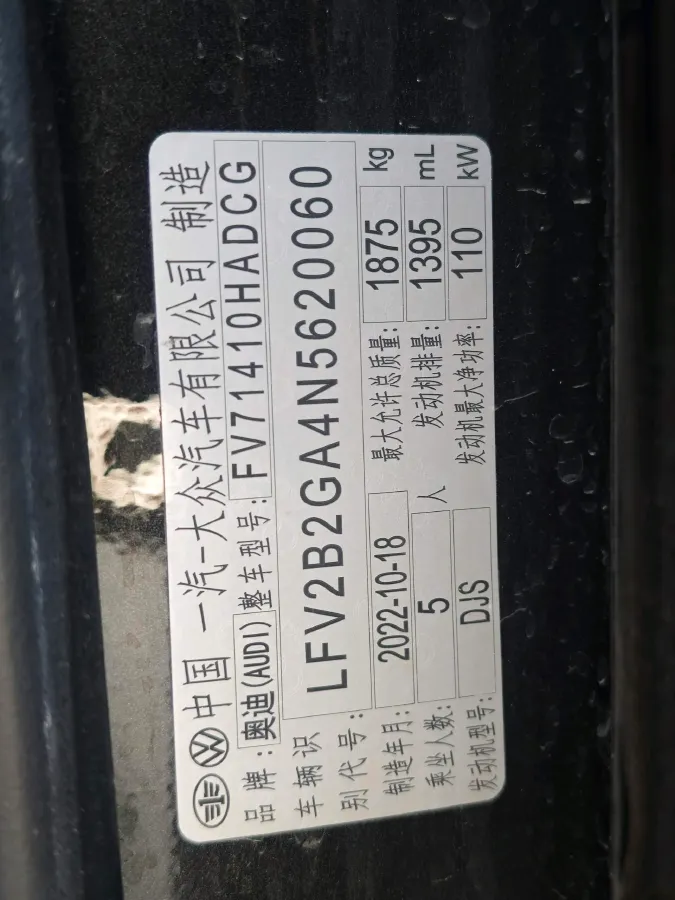 中国 一汽-大众汽车有限公司 制造
品牌:奥迪(AUDI) 整车型号:FV71410HADCG
车辆识别代号: LFV2B2GA4N5620060
制造年月: 2022-10-18 最大允许总质量: 1875 kg
乘坐人数: 5 人 发动机排量: 1395 mL
发动机型号: DJS 发动机最大净功率: 110 kW